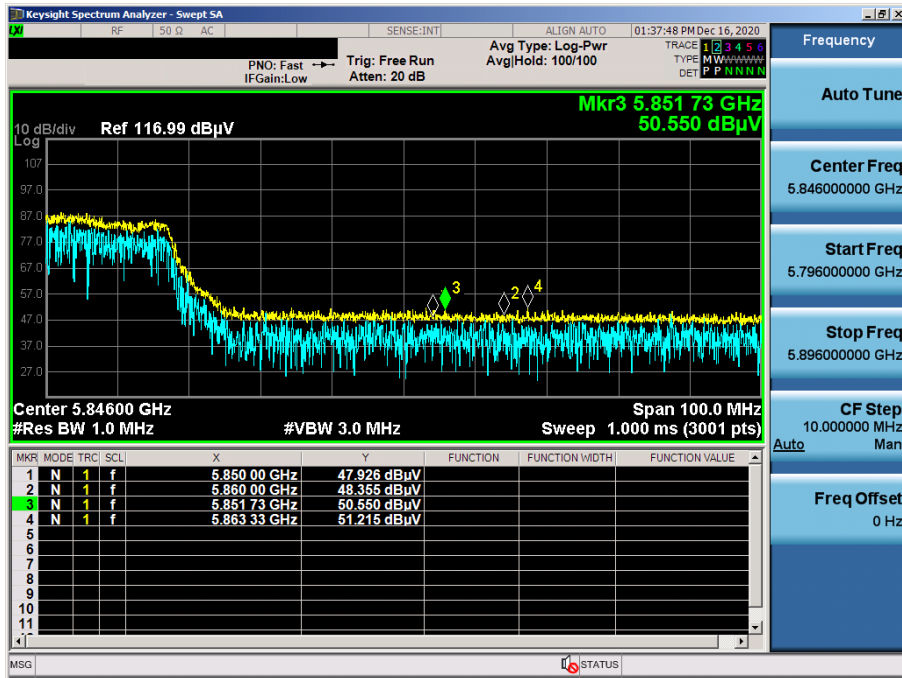 Keysight Spectrum Analyzer - Swept SA
LXI RF 50 Ω AC SENSE:INT ALIGN AUTO 01:37:48 PM Dec 16, 2020
PNO: Fast Trig: Free Run Avg Type: Log-Pwr TRACE 1 2 3 4 5 6
IFGain:Low Atten: 20 dB Avg|Hold: 100/100 TYPE M W W W W W
DET P P N N N N
Mkr3 5.851 73 GHz
50.550 dBµV
10 dB/div Ref 116.99 dBµV
Log
107
97.0
87.0
77.0
67.0
57.0
47.0
37.0
27.0
3
2
4
Center 5.84600 GHz Span 100.0 MHz
#Res BW 1.0 MHz #VBW 3.0 MHz Sweep 1.000 ms (3001 pts)
MKR MODE TRC SCL X Y FUNCTION FUNCTION WIDTH FUNCTION VALUE
1 N 1 f 5.850 00 GHz 47.926 dBµV
2 N 1 f 5.860 00 GHz 48.355 dBµV
3 N 1 f 5.851 73 GHz 50.550 dBµV
4 N 1 f 5.863 33 GHz 51.215 dBµV
5
6
7
8
9
10
11
MSG STATUS
Frequency
Auto Tune
Center Freq
5.846000000 GHz
Start Freq
5.796000000 GHz
Stop Freq
5.896000000 GHz
CF Step
10.000000 MHz
Auto Man
Freq Offset
0 Hz